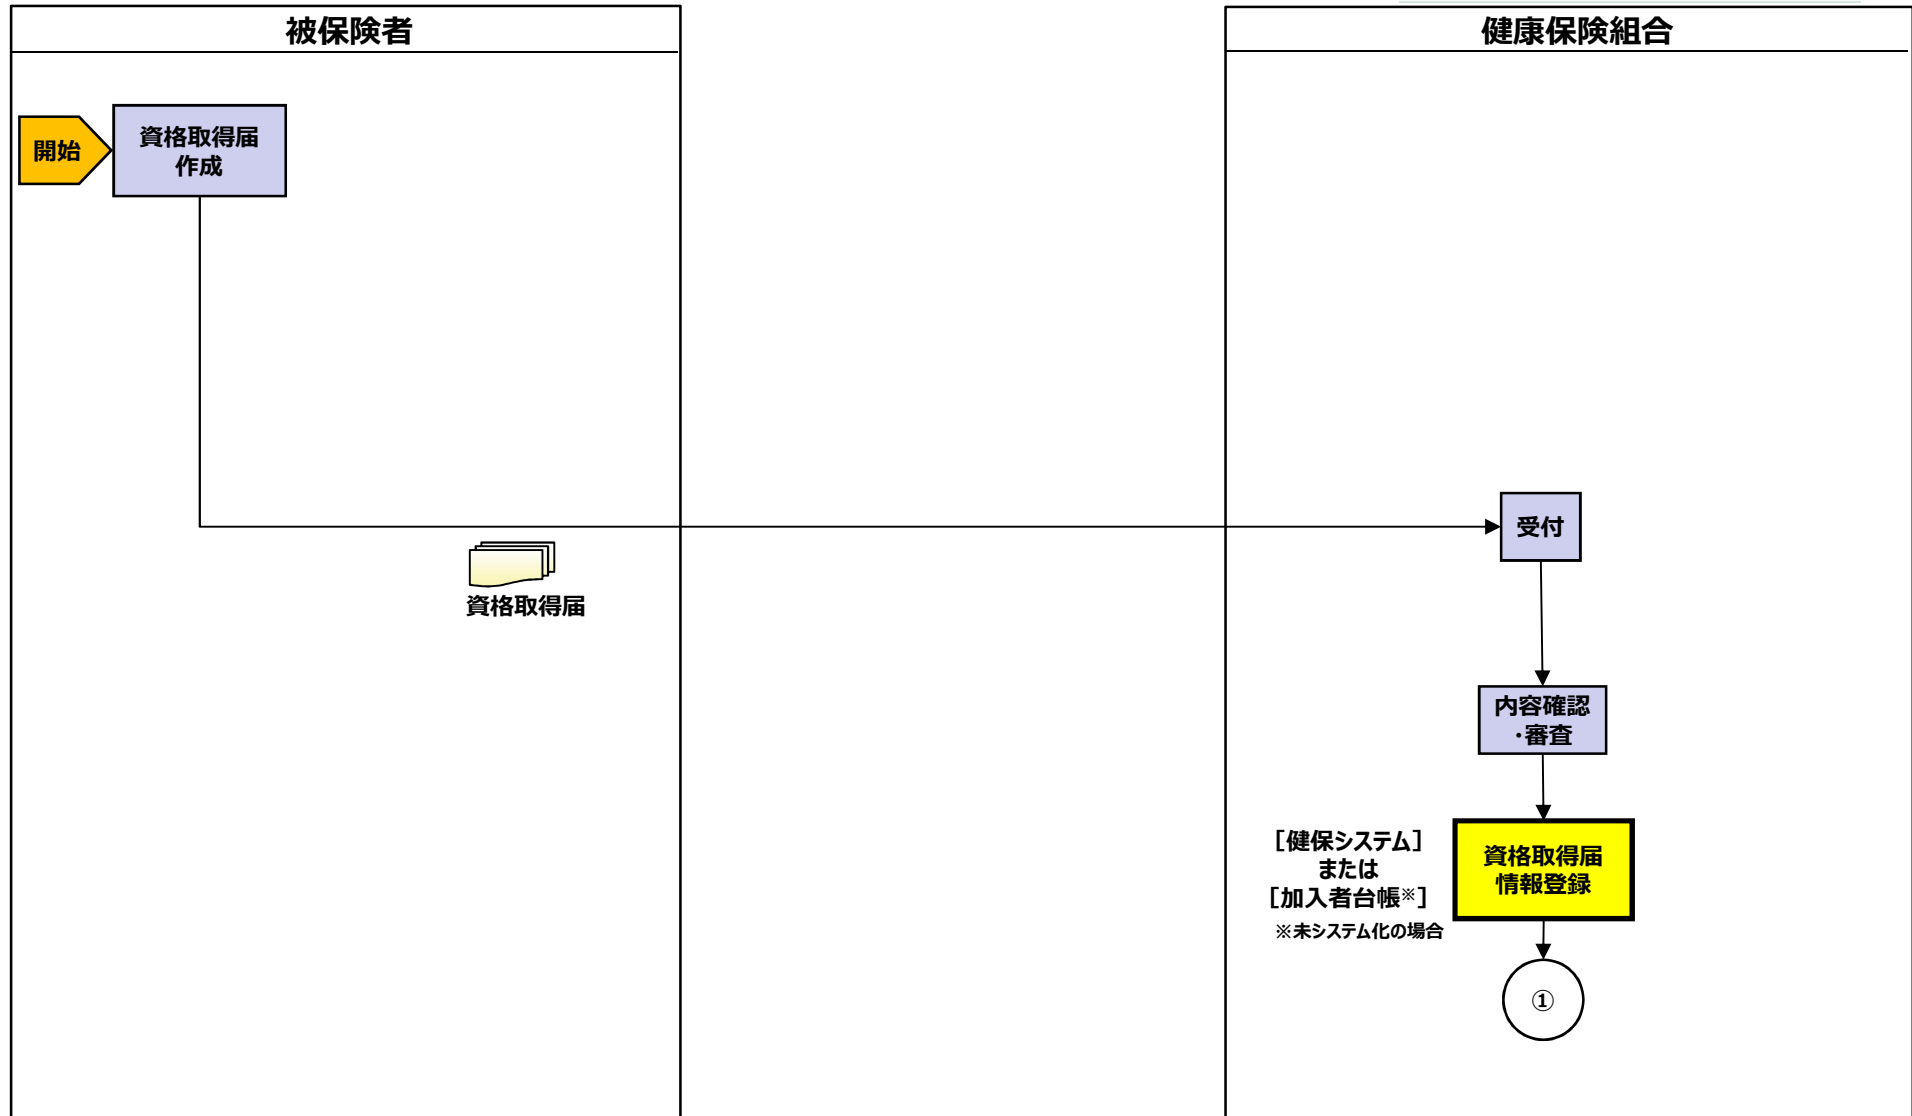 被保険者
健康保険組合
開始
資格取得届
作成
受付
資格取得届
内容確認
・審査
［健保システム］
または
［加入者台帳※］
※未システム化の場合
資格取得届
情報登録
①